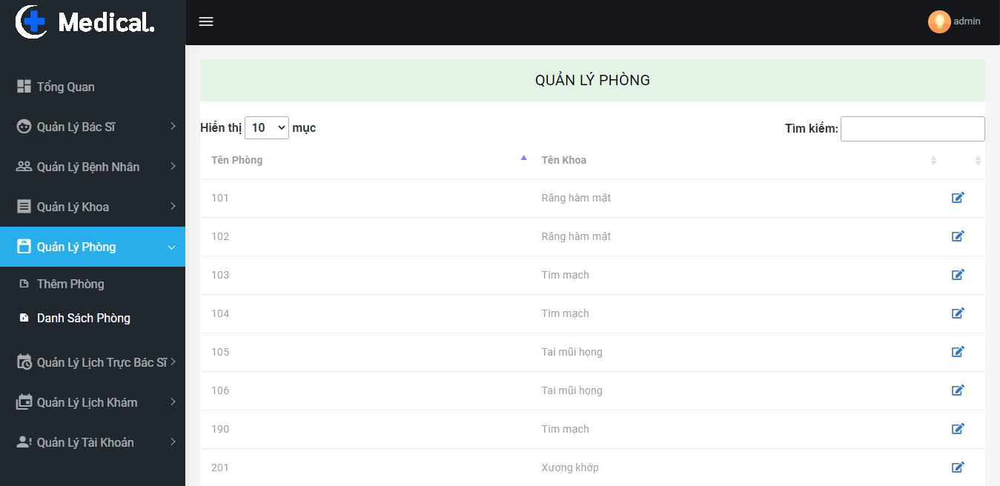 Medical.
admin
Tổng Quan
Quản Lý Bác Sĩ
Quản Lý Bệnh Nhân
Quản Lý Khoa
Quản Lý Phòng
Thêm Phòng
Danh Sách Phòng
Quản Lý Lịch Trực Bác Sĩ
Quản Lý Lịch Khám
Quản Lý Tài Khoản
QUẢN LÝ PHÒNG
Hiển thị 10 mục
Tìm kiếm:
Tên Phòng Tên Khoa
101 Răng hàm mặt
102 Răng hàm mặt
103 Tim mạch
104 Tim mạch
105 Tai mũi họng
106 Tai mũi họng
190 Tim mạch
201 Xương khớp